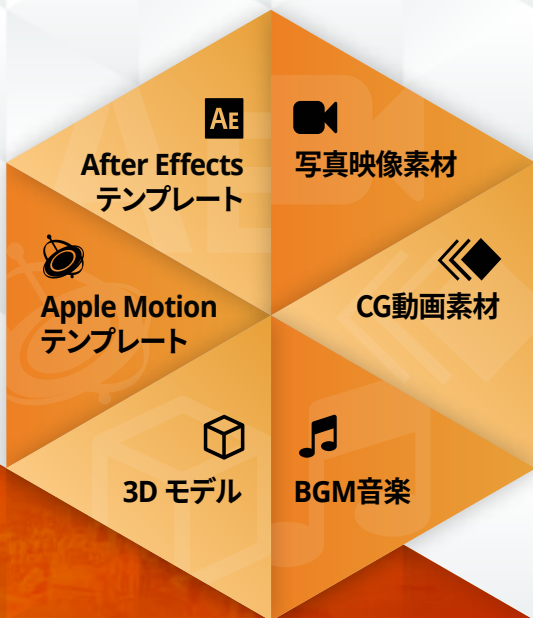 AE
After Effects
テンプレート
写真映像素材
Apple Motion
テンプレート
CG動画素材
3D モデル
BGM音楽